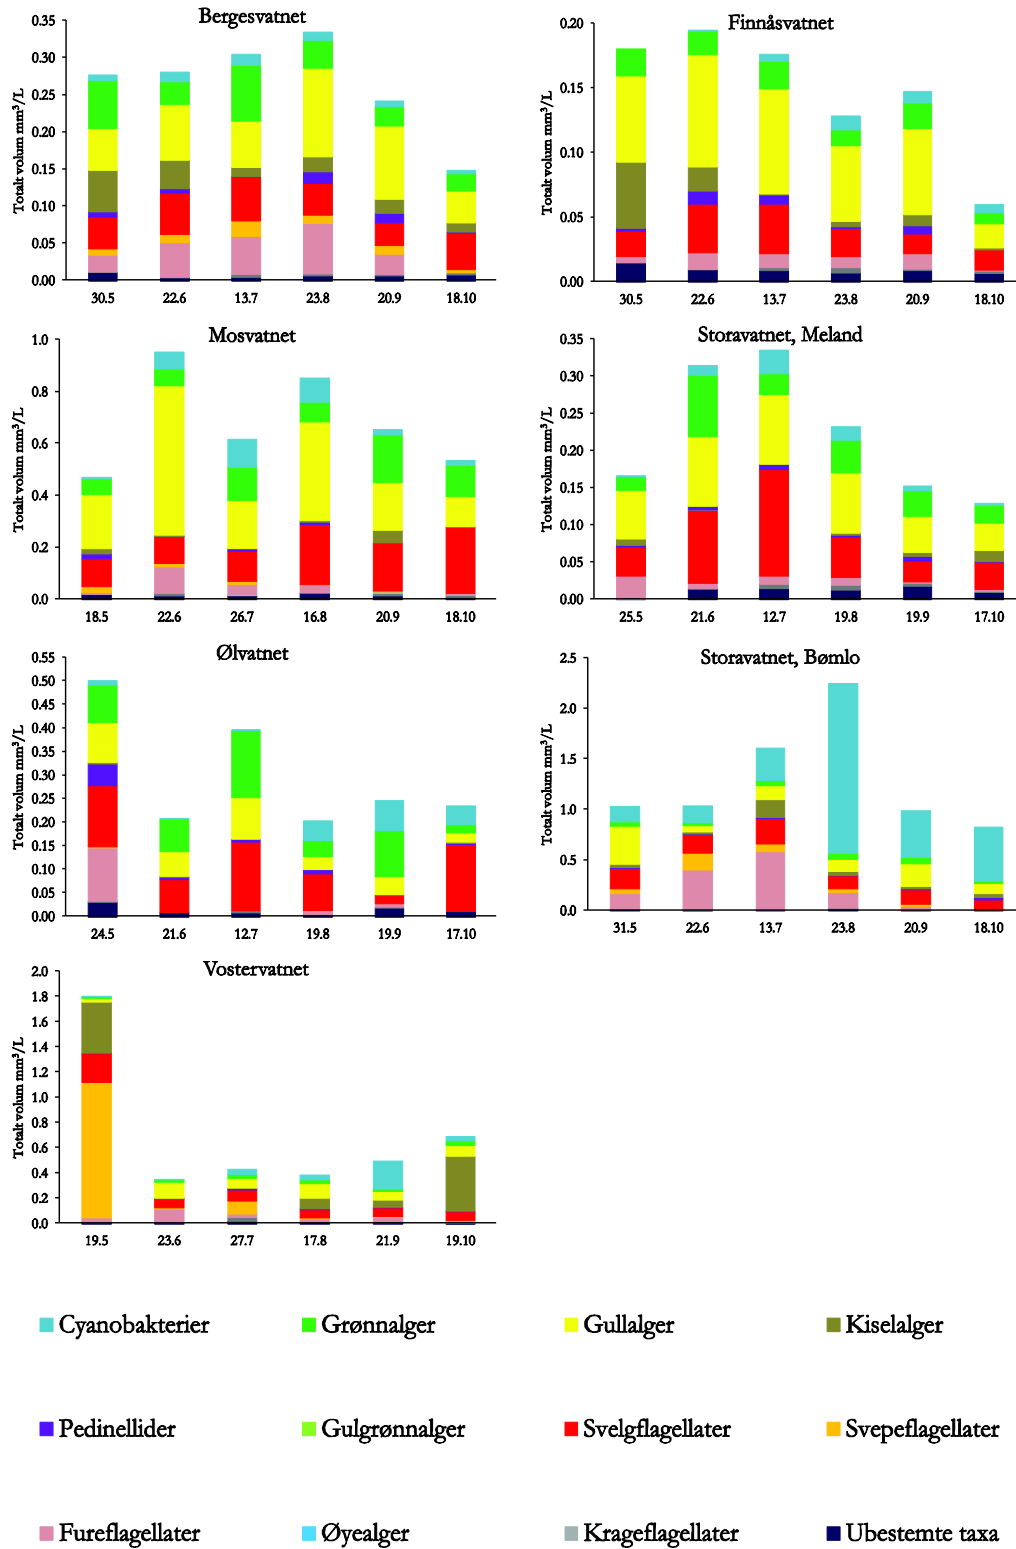 Bergesvatnet
Totalt volum mm³/L
0.35
0.30
0.25
0.20
0.15
0.10
0.05
0.00
30.5 22.6 13.7 23.8 20.9 18.10
Finnåsvatnet
Totalt volum mm³/L
0.20
0.15
0.10
0.05
0.00
30.5 22.6 13.7 23.8 20.9 18.10
Mosvatnet
Totalt volum mm³/L
1.0
0.8
0.6
0.4
0.2
0.0
18.5 22.6 26.7 16.8 20.9 18.10
Storavatnet, Meland
Totalt volum mm³/L
0.35
0.30
0.25
0.20
0.15
0.10
0.05
0.00
25.5 21.6 12.7 19.8 19.9 17.10
Ølvatnet
Totalt volum mm³/L
0.55
0.50
0.45
0.40
0.35
0.30
0.25
0.20
0.15
0.10
0.05
0.00
24.5 21.6 12.7 19.8 19.9 17.10
Storavatnet, Bømlo
Totalt volum mm³/L
2.5
2.0
1.5
1.0
0.5
0.0
31.5 22.6 13.7 23.8 20.9 18.10
Vostervatnet
Totalt volum mm³/L
2.0
1.8
1.6
1.4
1.2
1.0
0.8
0.6
0.4
0.2
0.0
19.5 23.6 27.7 17.8 21.9 19.10
Cyanobakterier Grønnalger Gullalger Kiselalger
Pedinellider Gulgrønnalger Svelgflagellater Svepeflagellater
Fureflagellater Øyealger Krageflagellater Ubestemte taxa